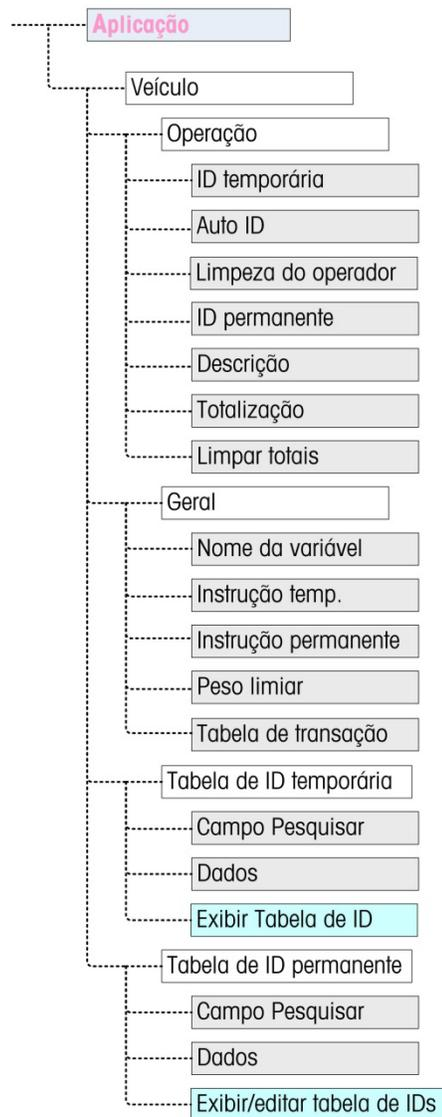 Aplicação
Veículo
Operação
ID temporária
Auto ID
Limpeza do operador
ID permanente
Descrição
Totalização
Limpar totais
Geral
Nome da variável
Instrução temp.
Instrução permanente
Peso limiar
Tabela de transação
Tabela de ID temporária
Campo Pesquisar
Dados
Exibir Tabela de ID
Tabela de ID permanente
Campo Pesquisar
Dados
Exibir/editar tabela de IDs